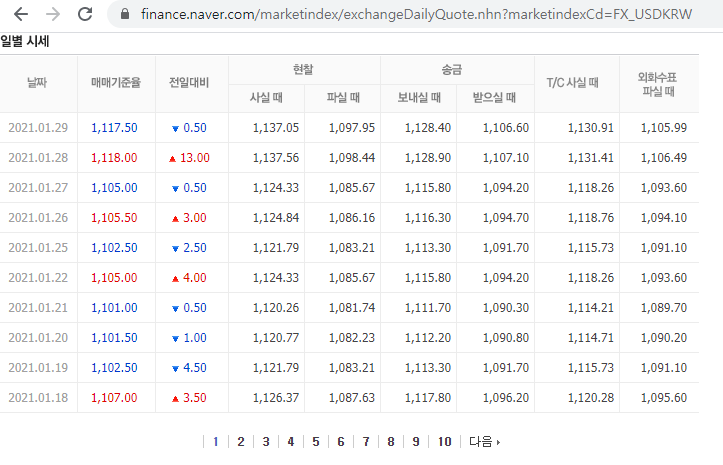 finance.naver.com/marketindex/exchangeDailyQuote.nhn?marketindexCd=FX_USDKRW
일별 시세
날짜 매매기준율 전일대비 현찰 송금 T/C 사실 때 외화수표 파실 때
사실 때 파실 때 보내실 때 받으실 때
2021.01.29 1,117.50 ▼ 0.50 1,137.05 1,097.95 1,128.40 1,106.60 1,130.91 1,105.99
2021.01.28 1,118.00 ▲ 13.00 1,137.56 1,098.44 1,128.90 1,107.10 1,131.41 1,106.49
2021.01.27 1,105.00 ▼ 0.50 1,124.33 1,085.67 1,115.80 1,094.20 1,118.26 1,093.60
2021.01.26 1,105.50 ▲ 3.00 1,124.84 1,086.16 1,116.30 1,094.70 1,118.76 1,094.10
2021.01.25 1,102.50 ▼ 2.50 1,121.79 1,083.21 1,113.30 1,091.70 1,115.73 1,091.10
2021.01.22 1,105.00 ▲ 4.00 1,124.33 1,085.67 1,115.80 1,094.20 1,118.26 1,093.60
2021.01.21 1,101.00 ▼ 0.50 1,120.26 1,081.74 1,111.70 1,090.30 1,114.21 1,089.70
2021.01.20 1,101.50 ▼ 1.00 1,120.77 1,082.23 1,112.20 1,090.80 1,114.71 1,090.20
2021.01.19 1,102.50 ▼ 4.50 1,121.79 1,083.21 1,113.30 1,091.70 1,115.73 1,091.10
2021.01.18 1,107.00 ▲ 3.50 1,126.37 1,087.63 1,117.80 1,096.20 1,120.28 1,095.60
1 2 3 4 5 6 7 8 9 10 다음